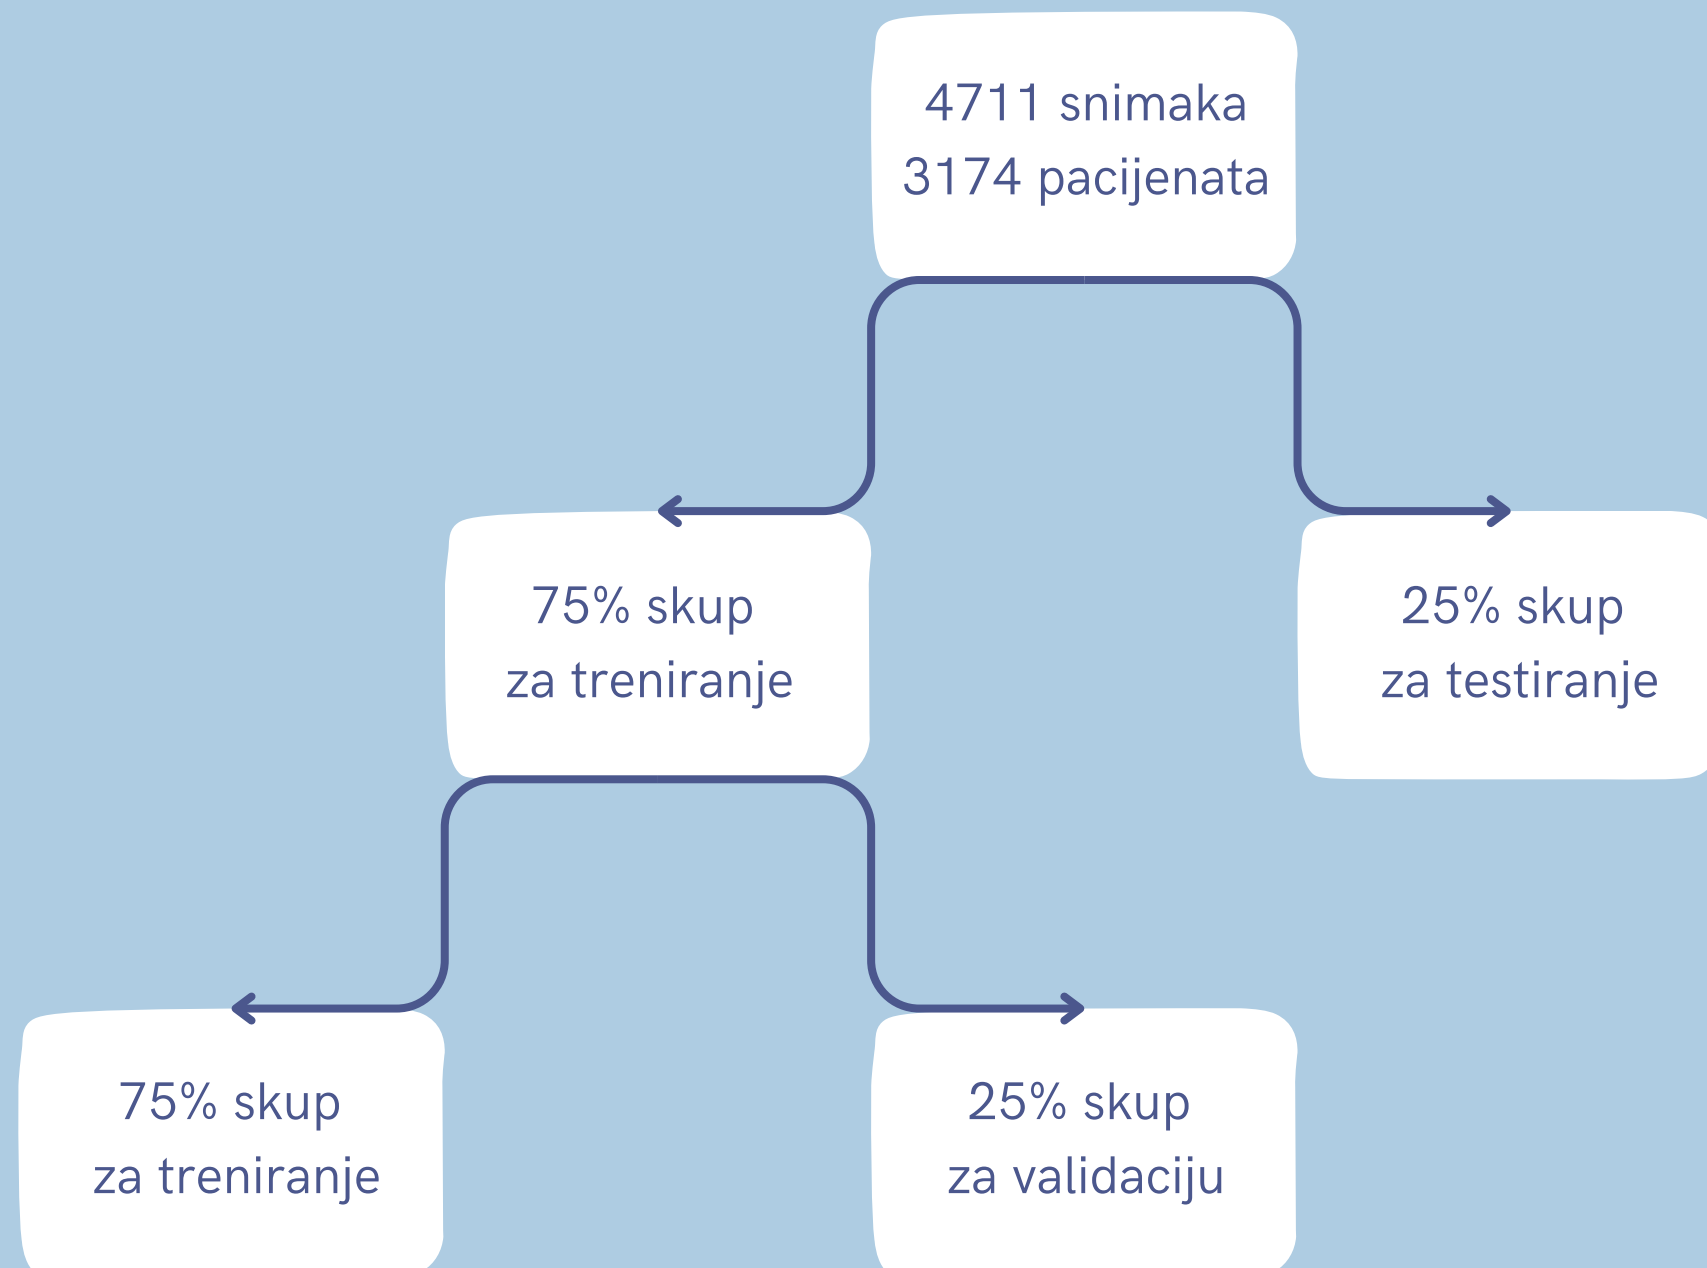 4711 snimaka
3174 pacijenata
75% skup
za treniranje
25% skup
za testiranje
75% skup
za treniranje
25% skup
za validaciju